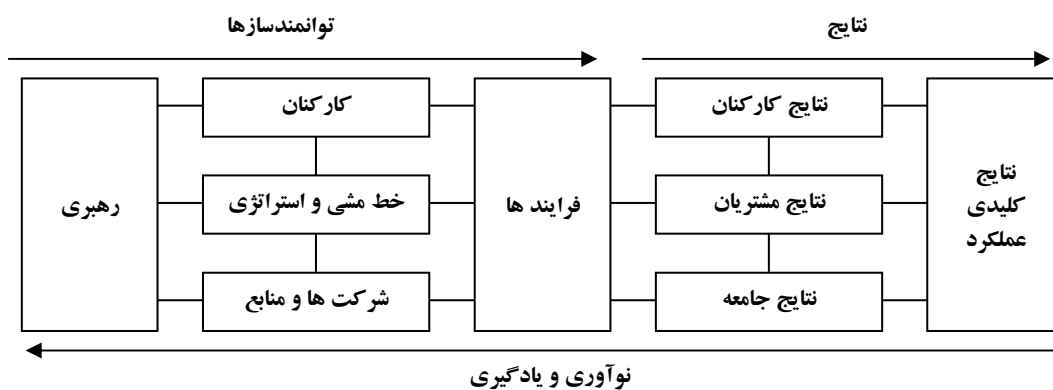 توانمندسازها
نتایج
رهبری
کارکنان
خط مشی و استراتژی
شرکت ها و منابع
فرایند ها
نتایج کارکنان
نتایج مشتریان
نتایج جامعه
نتایج
کلیدی
عملکرد
نوآوری و یادگیری